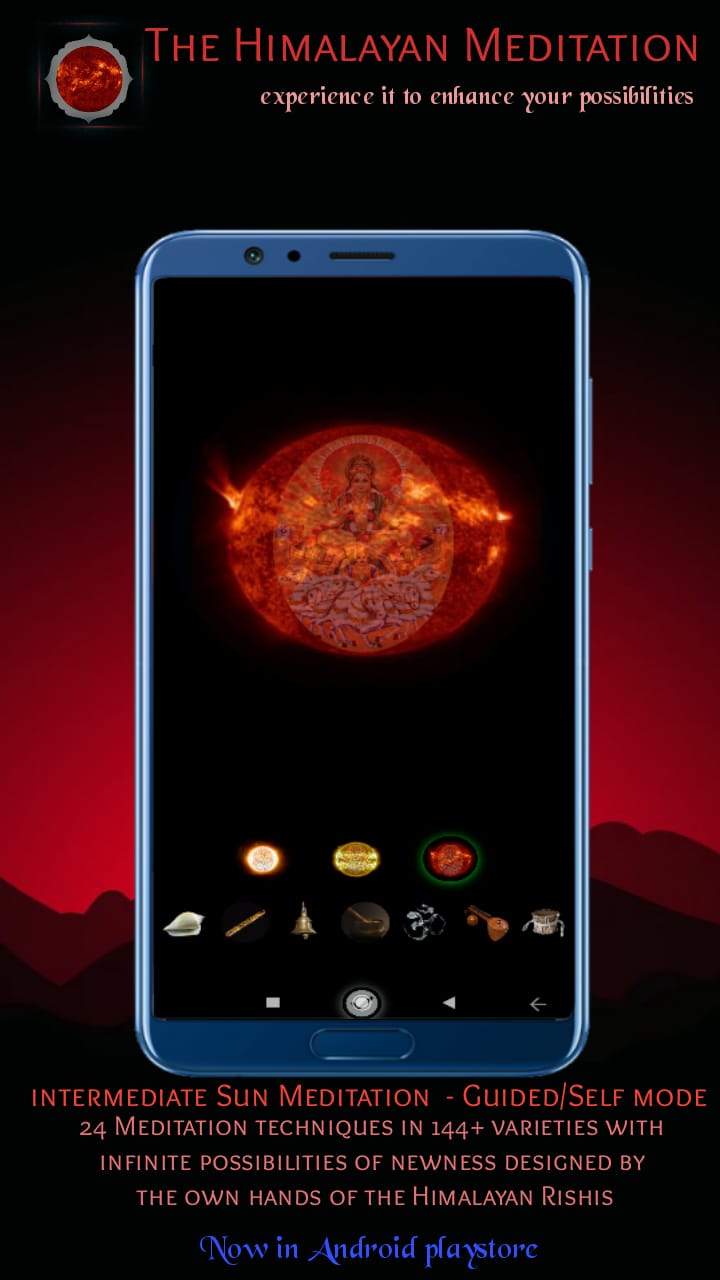 The Himalayan Meditation
experience it to enhance your possibilities
intermediate Sun Meditation - Guided/Self mode
24 Meditation techniques in 144+ varieties with
infinite possibilities of newness designed by
the own hands of the Himalayan Rishis
Now in Android playstore